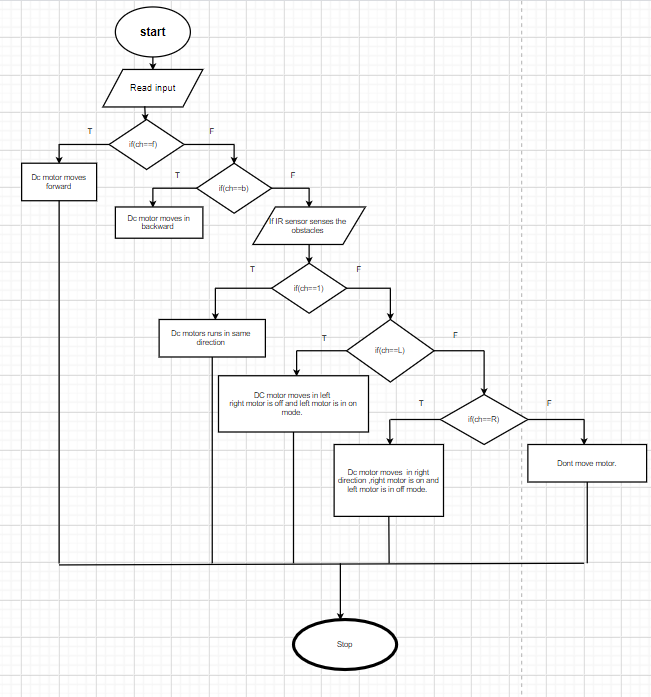 start
Read input
T
F
if(ch==f)
Dc motor moves
forward
T
F
if(ch==b)
Dc motor moves in
backward
If IR sensor senses the
obstacles
T
F
if(ch==1)
Dc motors runs in same
direction
T
F
if(ch==L)
DC motor moves in left
right motor is off and left motor is in on
mode.
T
F
if(ch==R)
Dc motor moves in right
direction ,right motor is on and
left motor is in off mode.
Dont move motor.
Stop